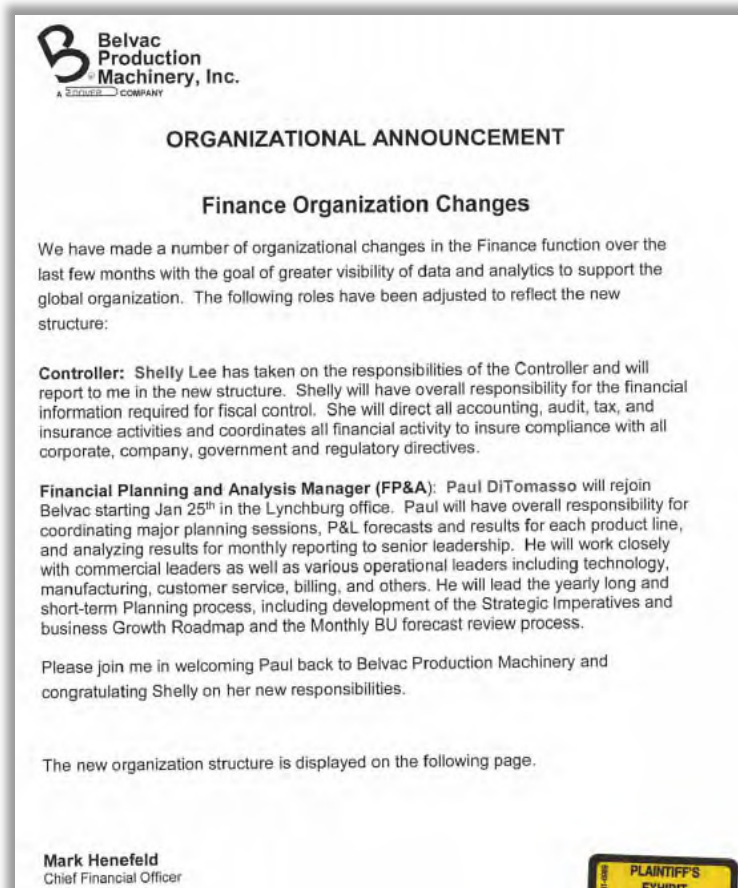 Belvac
Production
Machinery, Inc.
A DOVER COMPANY
ORGANIZATIONAL ANNOUNCEMENT
Finance Organization Changes
We have made a number of organizational changes in the Finance function over the
last few months with the goal of greater visibility of data and analytics to support the
global organization. The following roles have been adjusted to reflect the new
structure:
Controller: Shelly Lee has taken on the responsibilities of the Controller and will
report to me in the new structure. Shelly will have overall responsibility for the financial
information required for fiscal control. She will direct all accounting, audit, tax, and
insurance activities and coordinates all financial activity to insure compliance with all
corporate, company, government and regulatory directives.
Financial Planning and Analysis Manager (FP&A): Paul DiTomasso will rejoin
Belvac starting Jan 25th in the Lynchburg office. Paul will have overall responsibility for
coordinating major planning sessions, P&L forecasts and results for each product line,
and analyzing results for monthly reporting to senior leadership. He will work closely
with commercial leaders as well as various operational leaders including technology,
manufacturing, customer service, billing, and others. He will lead the yearly long and
short-term Planning process, including development of the Strategic Imperatives and
business Growth Roadmap and the Monthly BU forecast review process.
Please join me in welcoming Paul back to Belvac Production Machinery and
congratulating Shelly on her new responsibilities.
The new organization structure is displayed on the following page.
Mark Henefeld
Chief Financial Officer
PLAINTIFF'S
EXHIBIT